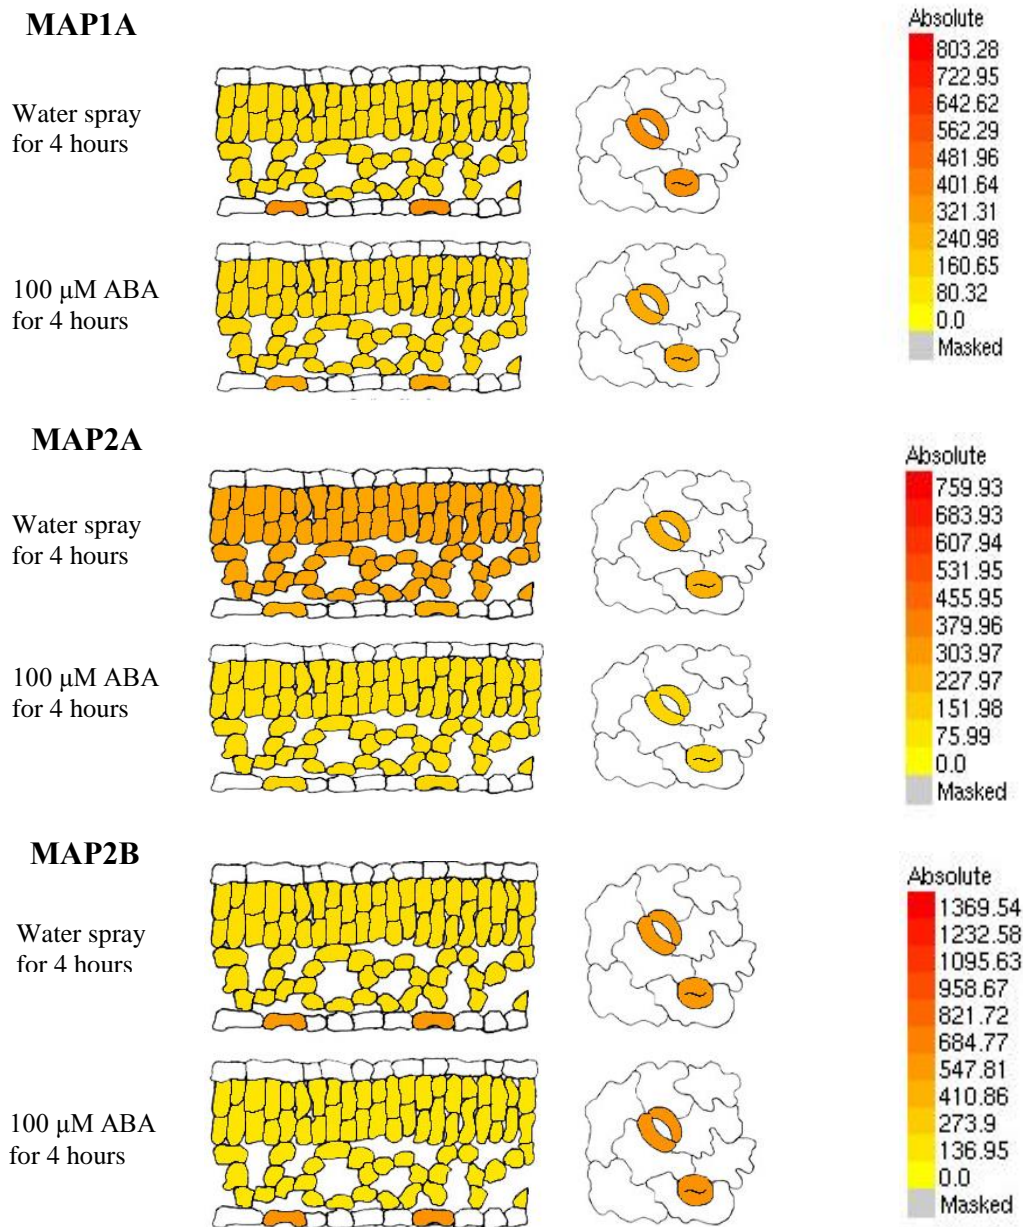 MAP1A
Water spray
for 4 hours
100 μM ABA
for 4 hours
Absolute
803.28
722.95
642.62
562.29
481.96
401.64
321.31
240.98
160.65
80.32
0.0
Masked
MAP2A
Water spray
for 4 hours
100 μM ABA
for 4 hours
Absolute
759.93
683.93
607.94
531.95
455.95
379.96
303.97
227.97
151.98
75.99
0.0
Masked
MAP2B
Water spray
for 4 hours
100 μM ABA
for 4 hours
Absolute
1369.54
1232.58
1095.63
958.67
821.72
684.77
547.81
410.86
273.9
136.95
0.0
Masked